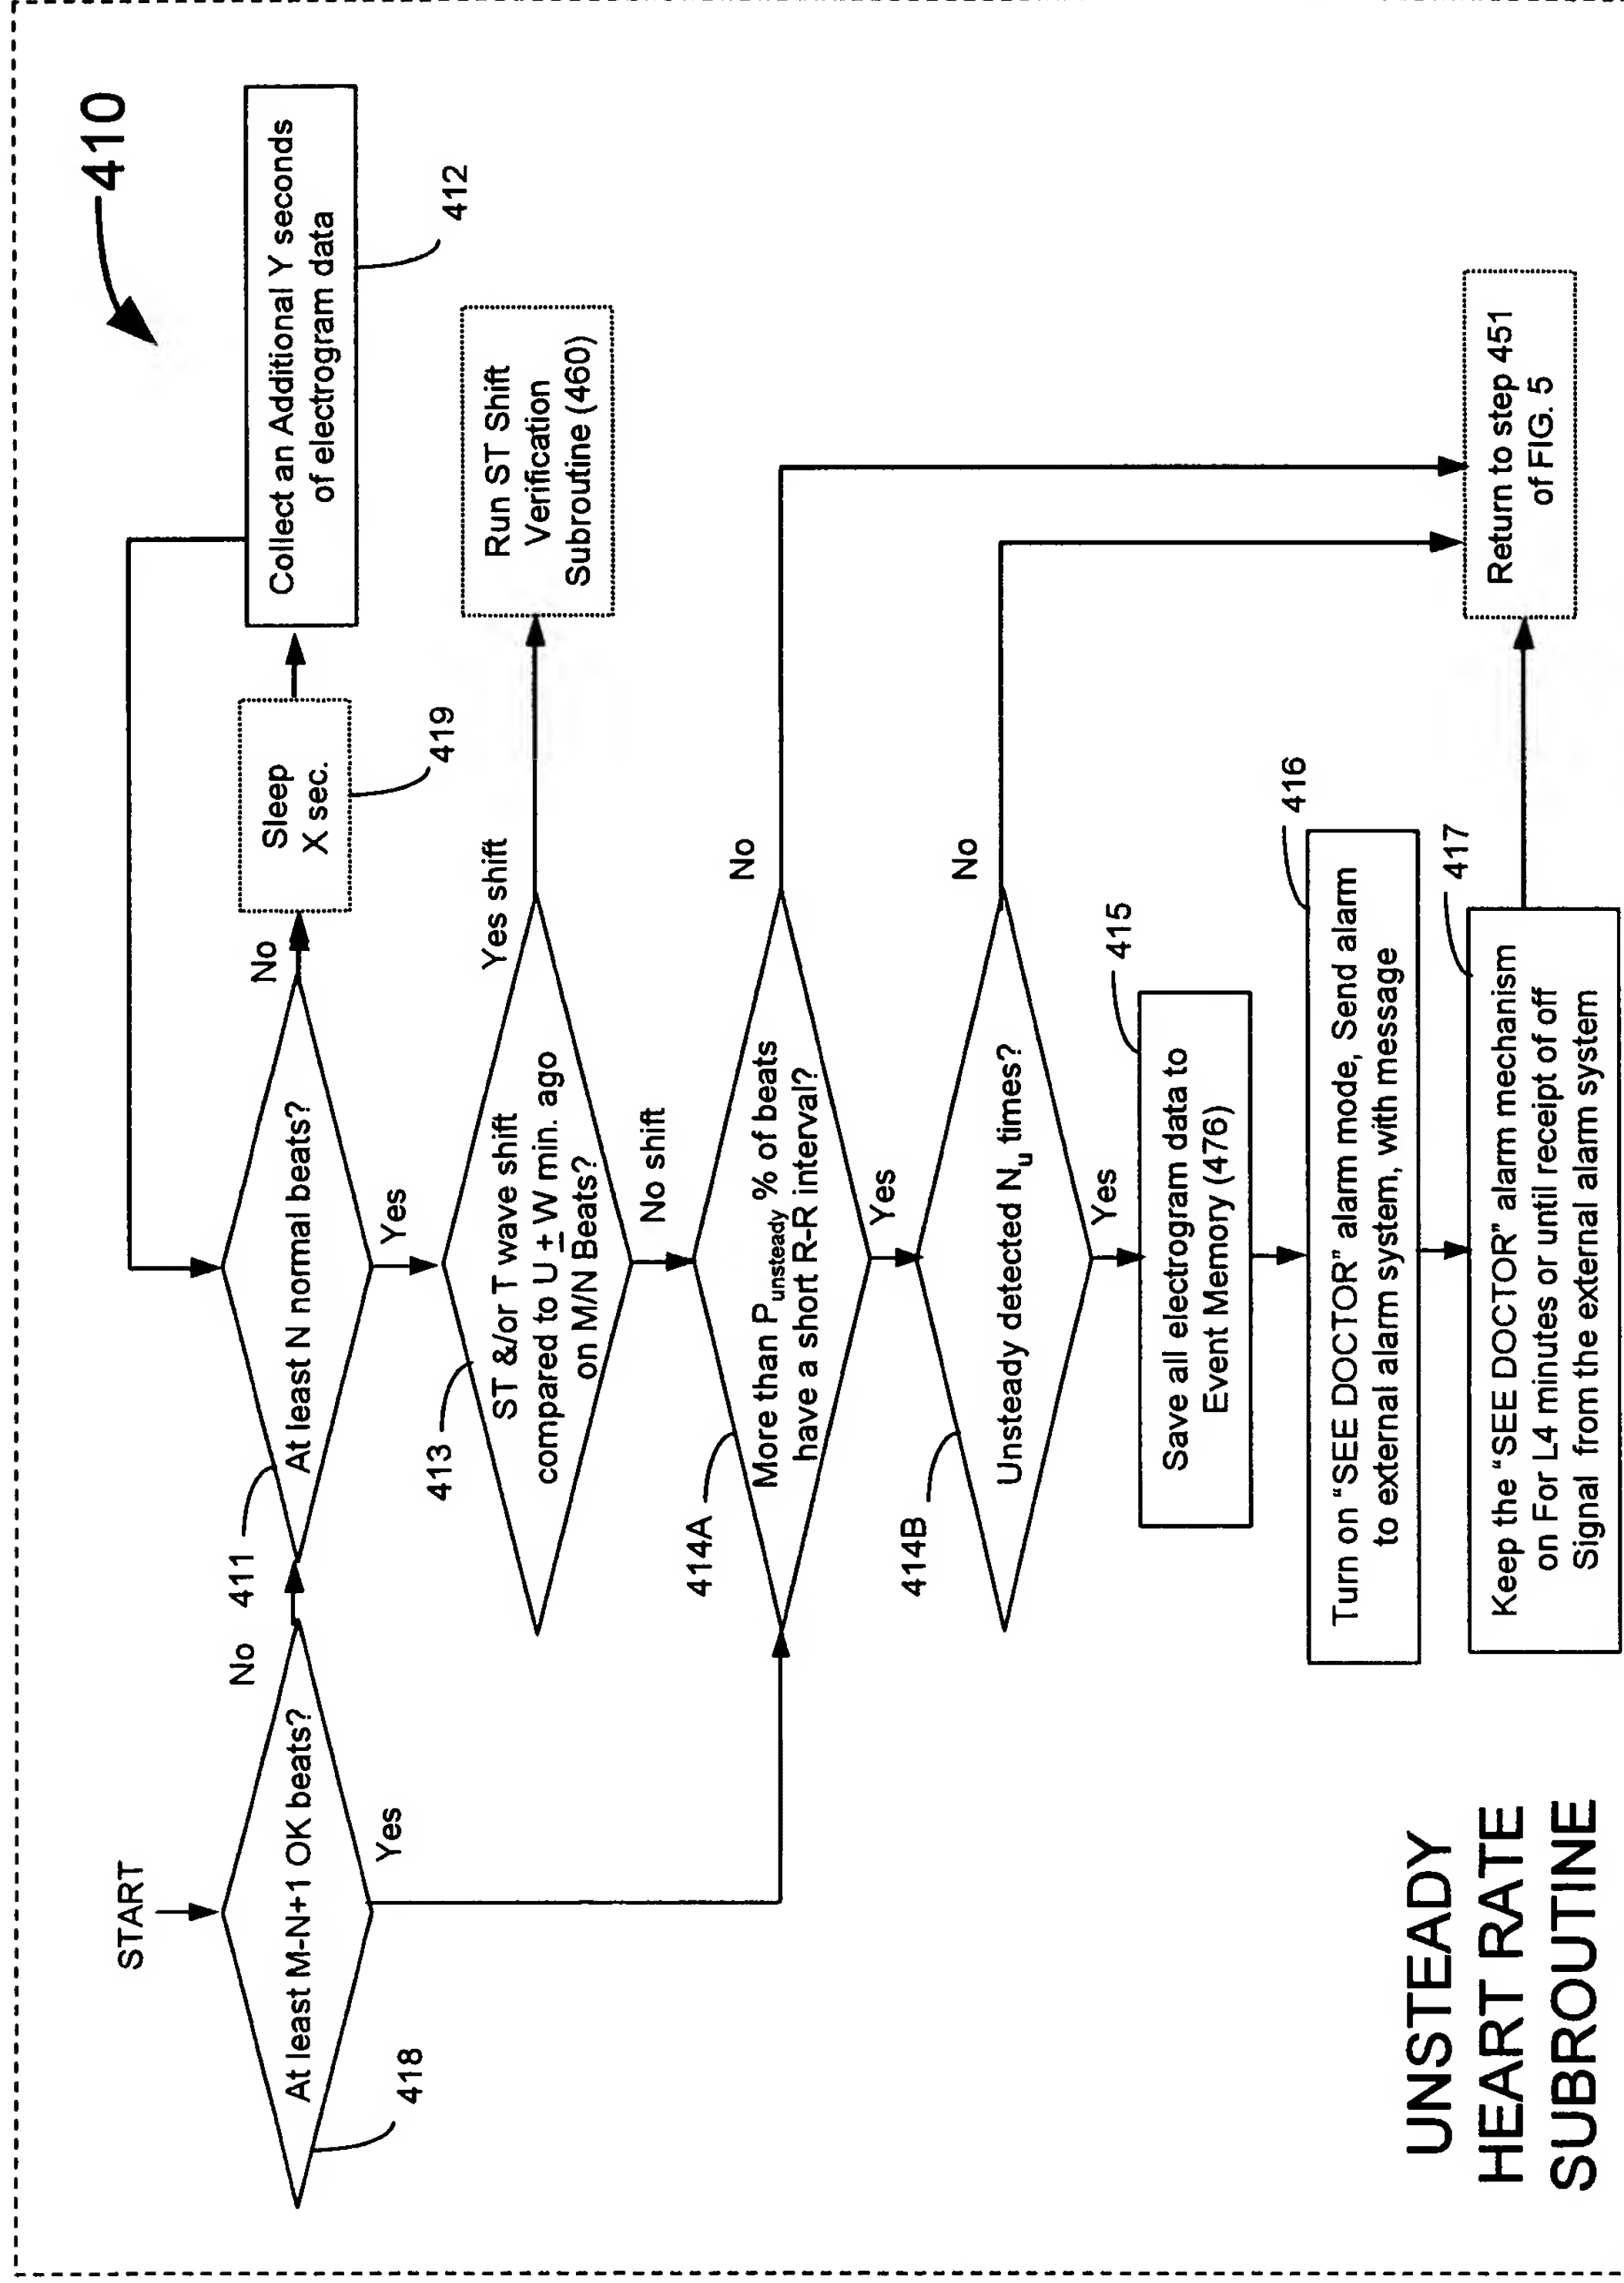 410
START
At least M-N+1 OK beats?
418
No
Yes
411
At least N normal beats?
No
Yes
Sleep
X sec.
419
Collect an Additional Y seconds
of electrogram data
412
413
ST &/or T wave shift
compared to U ± W min. ago
on M/N Beats?
Yes shift
No shift
Run ST Shift
Verification
Subroutine (460)
414A
More than Punsteady % of beats
have a short R-R interval?
No
Yes
414B
Unsteady detected Nu times?
No
Yes
415
Save all electrogram data to
Event Memory (476)
416
Turn on "SEE DOCTOR" alarm mode, Send alarm
to external alarm system, with message
417
Keep the "SEE DOCTOR" alarm mechanism
on For L4 minutes or until receipt of off
Signal from the external alarm system
Return to step 451
of FIG. 5
UNSTEADY
HEART RATE
SUBROUTINE